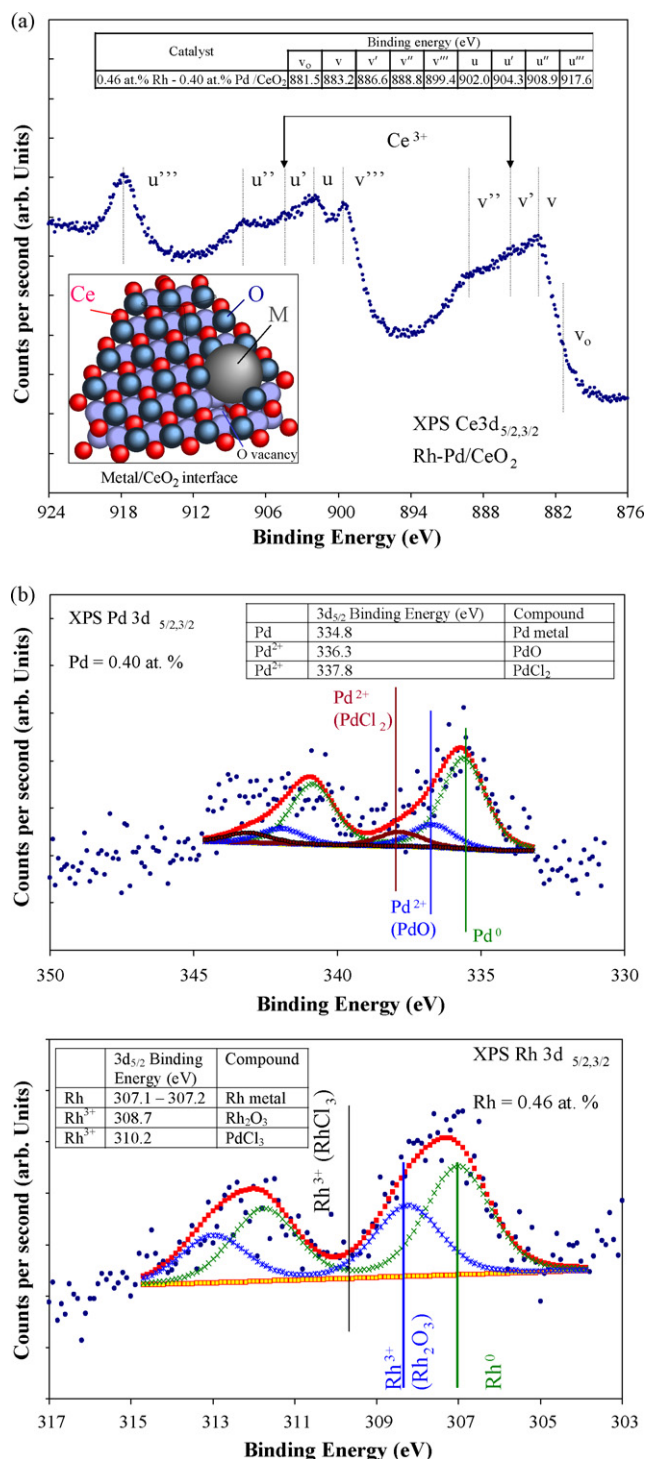 (a)
Catalyst Binding energy (eV)
v₀ v v' v'' v''' u u' u'' u'''
0.46 at.% Rh - 0.40 at.% Pd /CeO₂ 881.5 883.2 886.6 888.8 899.4 902.0 904.3 908.9 917.6
Ce³⁺
u''' u'' u' u v''' v'' v' v
v₀
Ce O
M
O vacancy
Metal/CeO₂ interface
XPS Ce3d₅/₂,₃/₂
Rh-Pd/CeO₂
Counts per second (arb. Units)
924 918 912 906 900 894 888 882 876
Binding Energy (eV)
(b)
XPS Pd 3d ₅/₂,₃/₂
Pd = 0.40 at. %
3d₅/₂ Binding Energy (eV) Compound
Pd 334.8 Pd metal
Pd²⁺ 336.3 PdO
Pd²⁺ 337.8 PdCl₂
Pd²⁺
(PdCl₂)
Pd²⁺
(PdO)
Pd⁰
Counts per second (arb. Units)
350 345 340 335 330
Binding Energy (eV)
3d₅/₂ Binding Compound
Energy (eV)
Rh 307.1 – 307.2 Rh metal
Rh³⁺ 308.7 Rh₂O₃
Rh³⁺ 310.2 PdCl₃
XPS Rh 3d ₅/₂,₃/₂
Rh = 0.46 at. %
Rh³⁺ (RhCl₃)
Rh³⁺
(Rh₂O₃)
Rh⁰
Counts per second (arb. Units)
317 315 313 311 309 307 305 303
Binding Energy (eV)